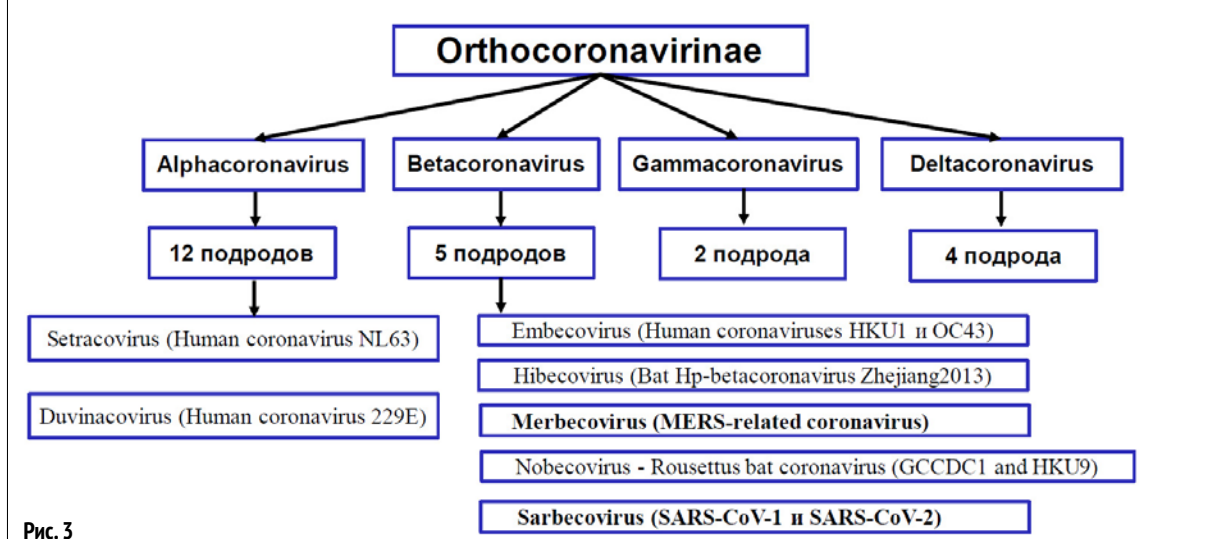 Orthocoronavirinae
Alphacoronavirus
Betacoronavirus
Gammacoronavirus
Deltacoronavirus
12 подродов
5 подродов
2 подрода
4 подрода
Setracovirus (Human coronavirus NL63)
Duvinacovirus (Human coronavirus 229E)
Embecovirus (Human coronaviruses HKU1 и OC43)
Hibecovirus (Bat Hp-betacoronavirus Zhejiang2013)
Merbecovirus (MERS-related coronavirus)
Nobecovirus - Rousettus bat coronavirus (GCCDC1 and HKU9)
Sarbecovirus (SARS-CoV-1 и SARS-CoV-2)
Рис. 3